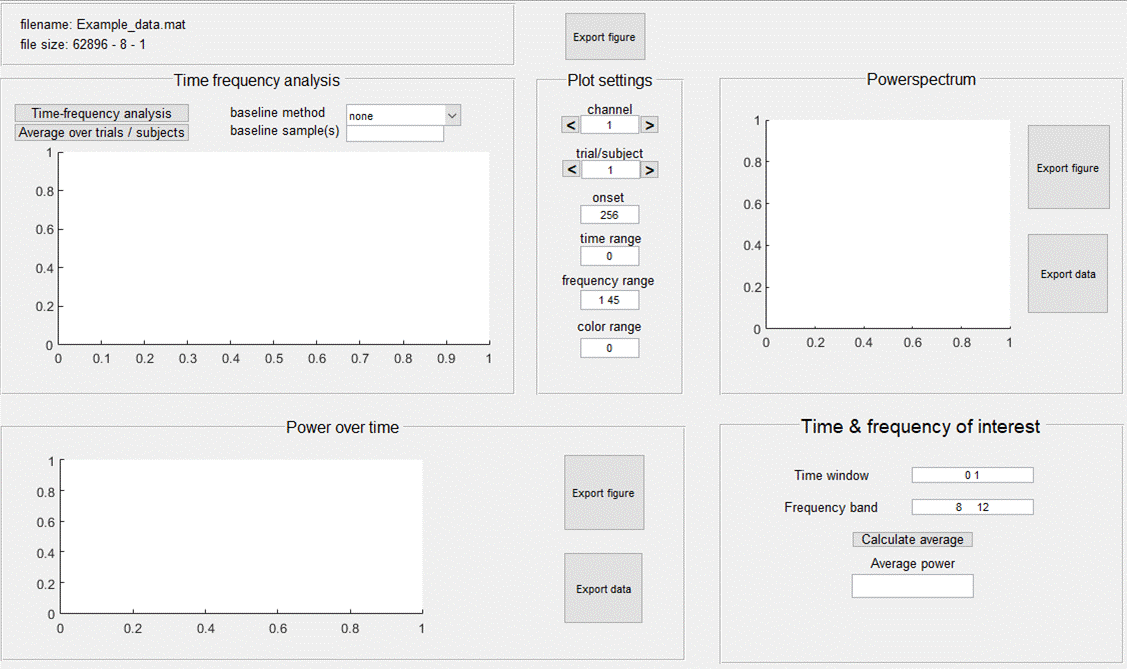 filename: Example_data.mat
file size: 62896 - 8 - 1
Export figure
Time frequency analysis
Time-frequency analysis
baseline method
none
Average over trials / subjects
baseline sample(s)
1
0.8
0.6
0.4
0.2
0
0 0.1 0.2 0.3 0.4 0.5 0.6 0.7 0.8 0.9 1
Plot settings
channel
< 1 >
trial/subject
< 1 >
onset
256
time range
0
frequency range
1 45
color range
0
Powerspectrum
1
0.8
0.6
0.4
0.2
0
0 0.2 0.4 0.6 0.8 1
Export figure
Export data
Power over time
1
0.8
0.6
0.4
0.2
0
0 0.2 0.4 0.6 0.8 1
Export figure
Export data
Time & frequency of interest
Time window 0 1
Frequency band 8 12
Calculate average
Average power